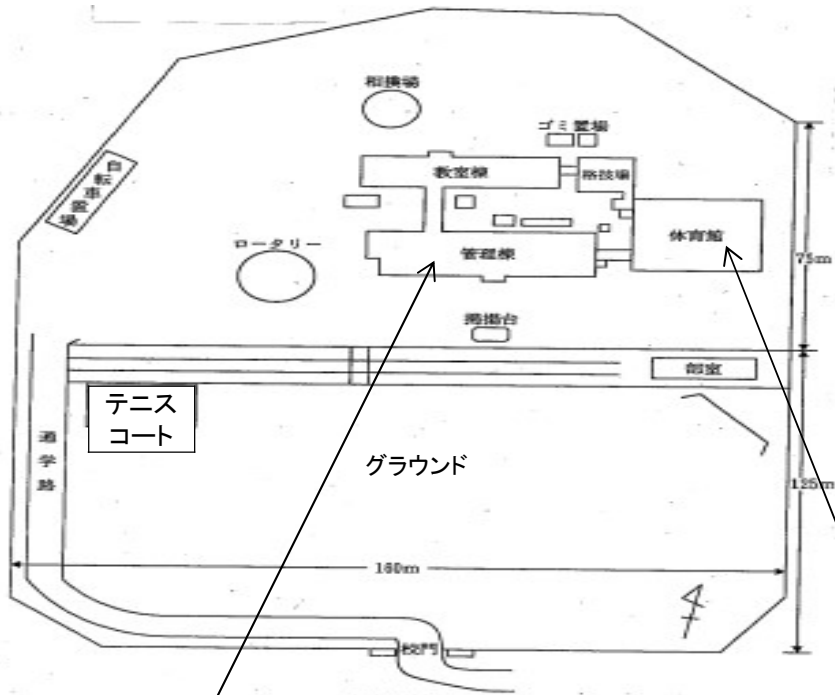 相撲場
ゴミ置場
教室棟
格技場
自転車置場
ロータリー
管理棟
体育館
75m
掲揚台
部室
テニス
コート
通学路
グラウンド
125m
160m
校門